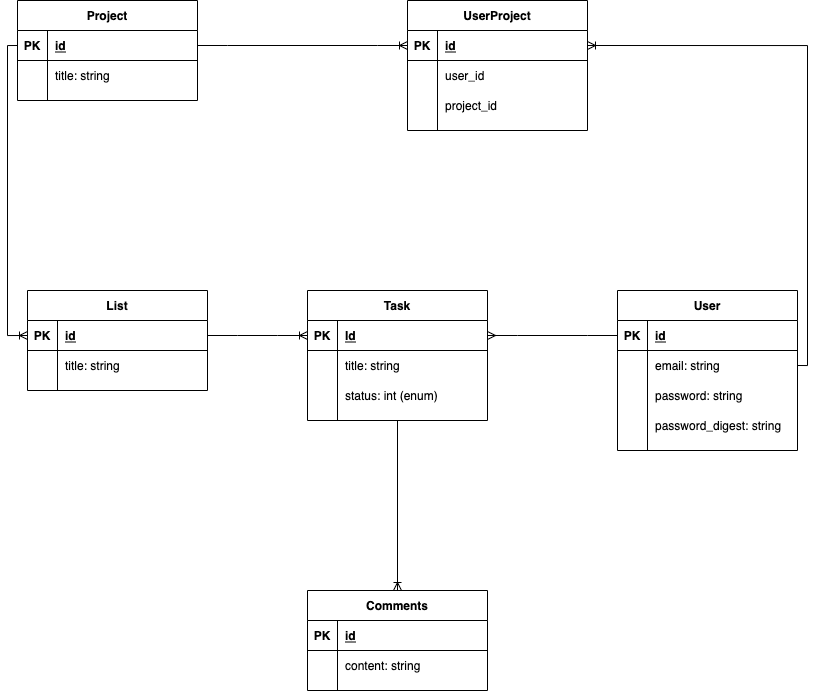 Project
PK id
title: string
UserProject
PK id
user_id
project_id
List
PK id
title: string
Task
PK Id
title: string
status: int (enum)
User
PK id
email: string
password: string
password_digest: string
Comments
PK id
content: string